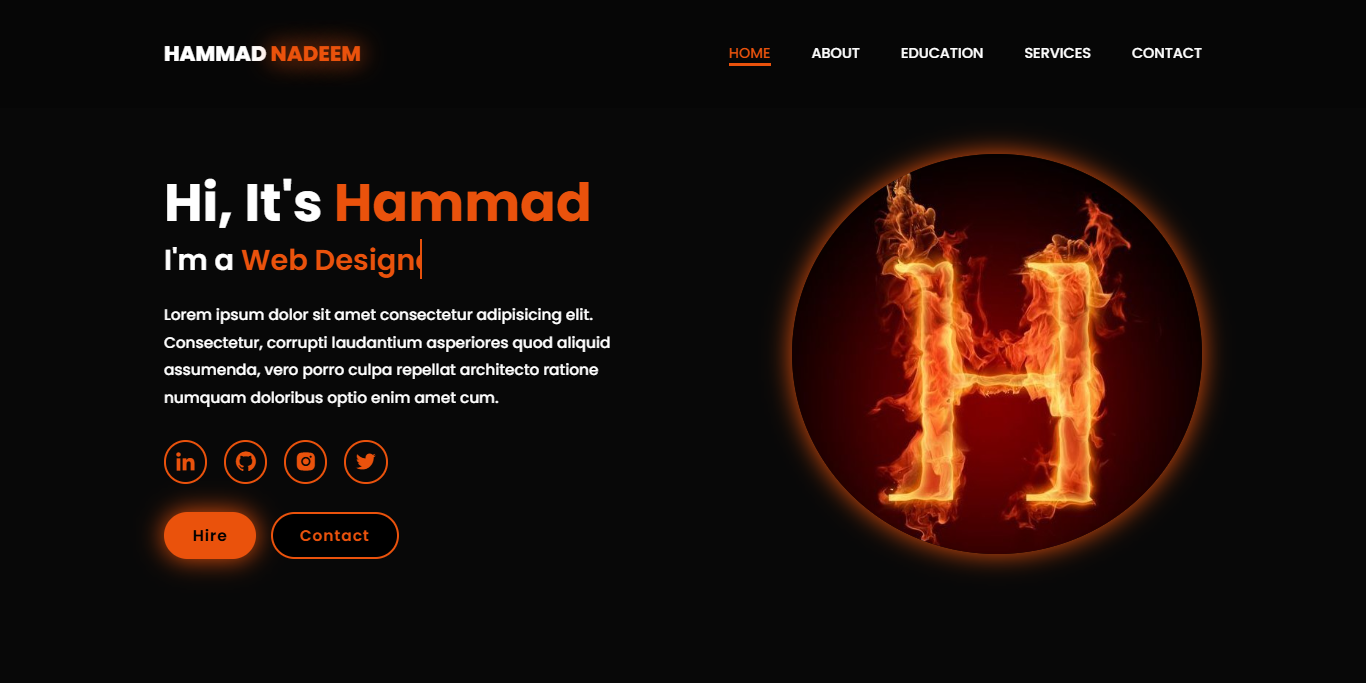 HAMMAD NADEEM
HOME ABOUT EDUCATION SERVICES CONTACT
Hi, It's Hammad
I'm a Web Design
Lorem ipsum dolor sit amet consectetur adipisicing elit.
Consectetur, corrupti laudantium asperiores quod aliquid
assumenda, vero porro culpa repellat architecto ratione
numquam doloribus optio enim amet cum.
in
Hire Contact
H